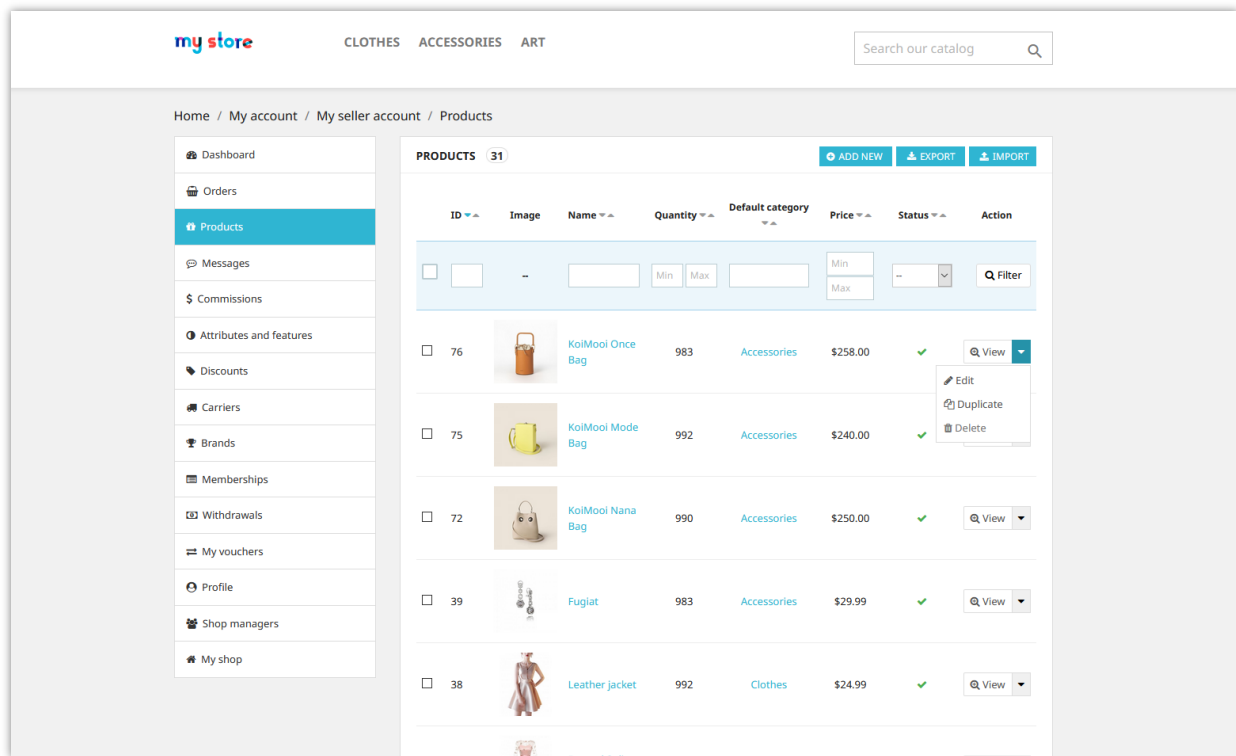 my store
CLOTHES ACCESSORIES ART
Search our catalog
Home / My account / My seller account / Products
Dashboard
Orders
Products
Messages
$ Commissions
Attributes and features
Discounts
Carriers
Brands
Memberships
Withdrawals
My vouchers
Profile
Shop managers
My shop
PRODUCTS 31
ADD NEW EXPORT IMPORT
ID Image Name Quantity Default category Price Status Action
-- Min Max Min -- Filter
Max
76 KoiMooi Once Bag 983 Accessories $258.00 View
Edit
Duplicate
Delete
75 KoiMooi Mode Bag 992 Accessories $240.00
72 KoiMooi Nana Bag 990 Accessories $250.00 View
39 Fugiat 983 Accessories $29.99 View
38 Leather jacket 992 Clothes $24.99 View